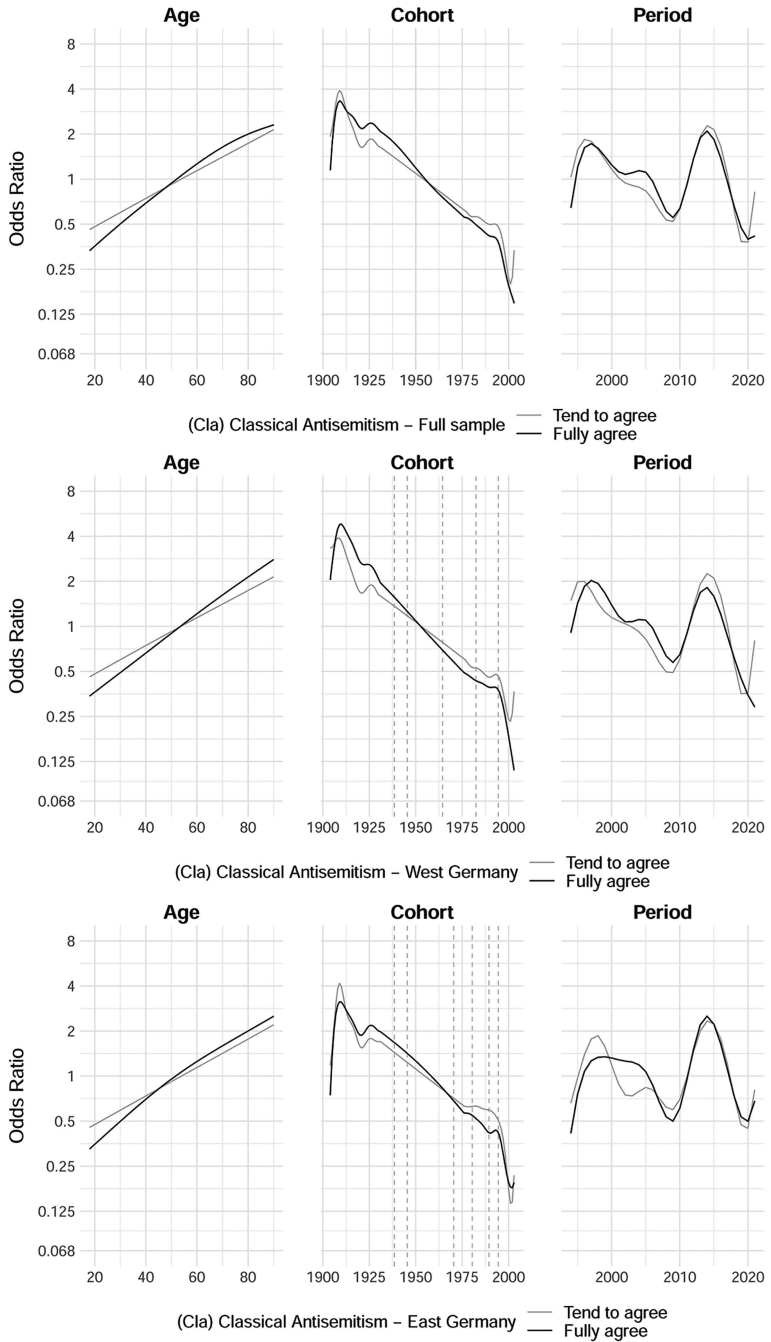 Age Cohort Period
8
4
2
1
0.5
0.25
0.125
0.068
Odds Ratio
20 40 60 80 1900 1925 1950 1975 2000 2000 2010 2020
(Cla) Classical Antisemitism – Full sample Tend to agree
Fully agree
Age Cohort Period
8
4
2
1
0.5
0.25
0.125
0.068
Odds Ratio
20 40 60 80 1900 1925 1950 1975 2000 2000 2010 2020
(Cla) Classical Antisemitism – West Germany Tend to agree
Fully agree
Age Cohort Period
8
4
2
1
0.5
0.25
0.125
0.068
Odds Ratio
20 40 60 80 1900 1925 1950 1975 2000 2000 2010 2020
(Cla) Classical Antisemitism – East Germany Tend to agree
Fully agree